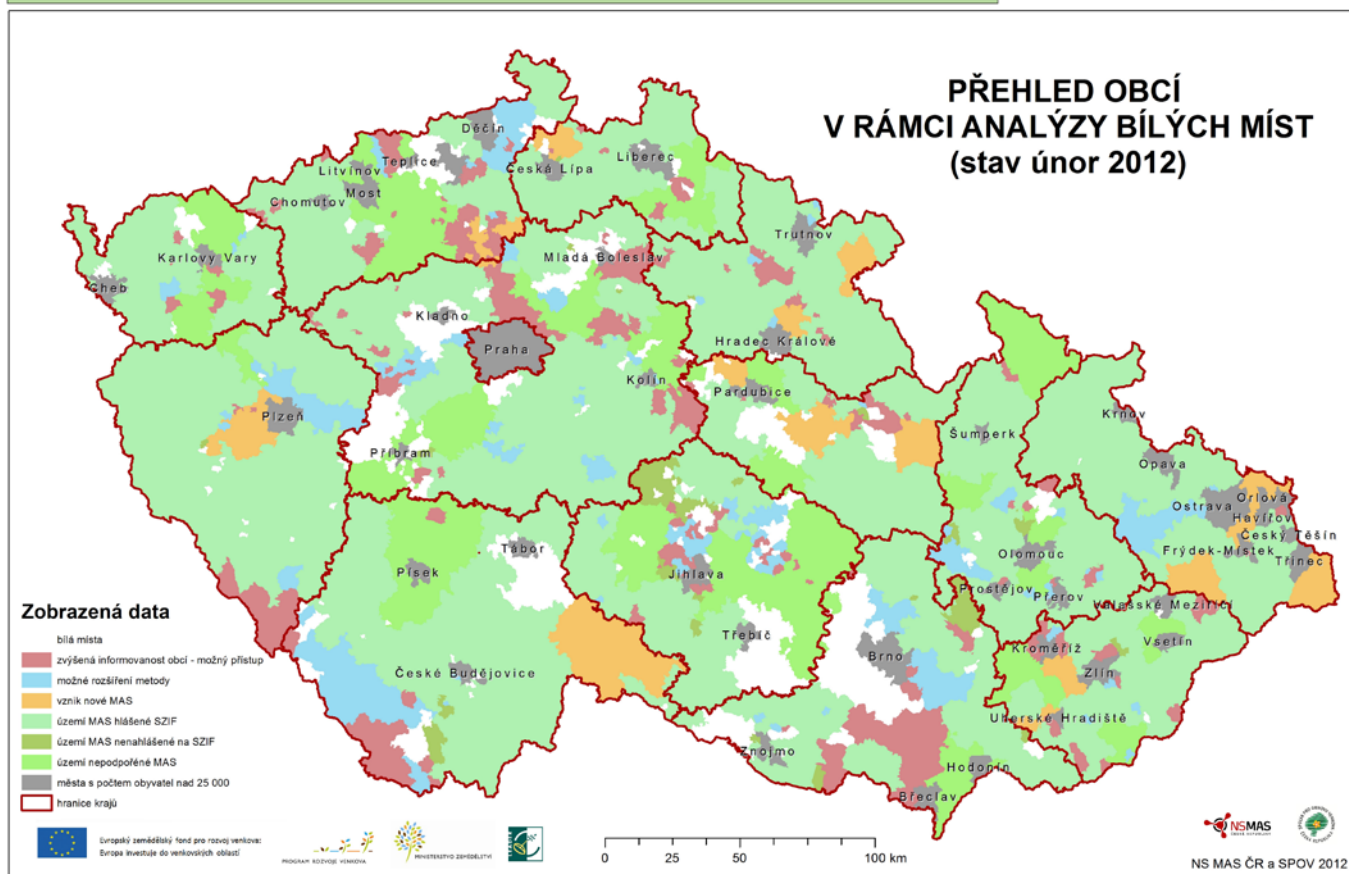 PŘEHLED OBCÍ
V RÁMCI ANALÝZY BÍLÝCH MÍST
(stav únor 2012)
Děčín
Teplice
Litvínov
Most
Chomutov
Česká Lípa
Liberec
Trutnov
Karlovy Vary
Cheb
Mladá Boleslav
Kladno
Praha
Hradec Králové
Kolín
Pardubice
Plzeň
Příbram
Šumperk
Krnov
Opava
Orlová
Ostrava
Havířov
Český Těšín
Frýdek-Místek
Třinec
Olomouc
Tábor
Písek
Jihlava
Prostějov
Přerov
Valašské Meziříčí
Vsetín
Kroměříž
Zlín
Třebíč
Brno
České Budějovice
Uherské Hradiště
Znojmo
Hodonín
Břeclav
Zobrazená data
bílá místa
zvýšená informovanost obcí - možný přístup
možné rozšíření metody
vznik nové MAS
území MAS hlášené SZIF
území MAS nenahlášené na SZIF
území nepodpořené MAS
města s počtem obyvatel nad 25 000
hranice krajů
Evropský zemědělský fond pro rozvoj venkova:
Evropa investuje do venkovských oblastí
PROGRAM ROZVOJE VENKOVA
MINISTERSTVO ZEMĚDĚLSTVÍ
0 25 50 100 km
NSMAS
NS MAS ČR a SPOV 2012